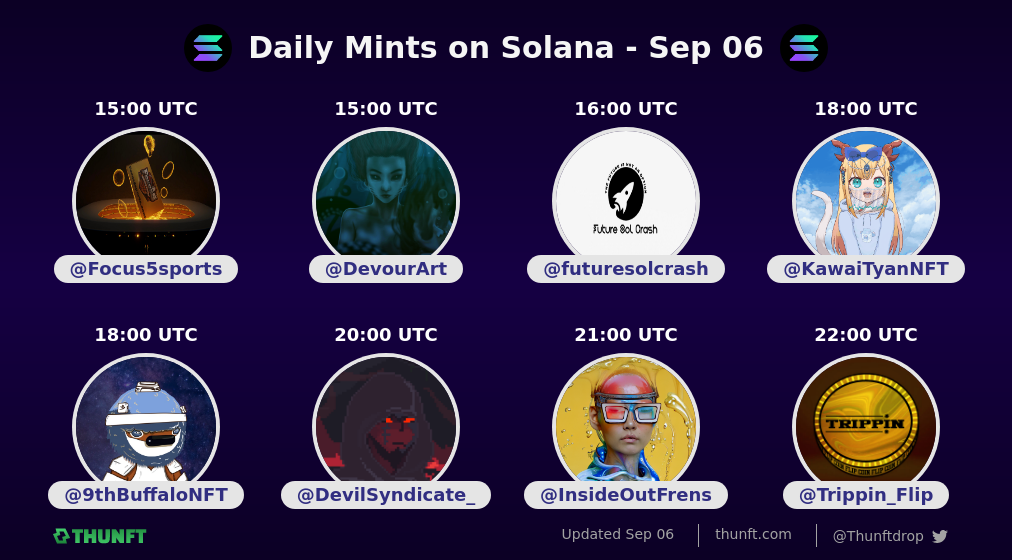 Daily Mints on Solana - Sep 06
15:00 UTC
15:00 UTC
16:00 UTC
18:00 UTC
Future Sol Crash
@Focus5sports
@DevourArt
@futuresolcrash
@KawaiTyanNFT
18:00 UTC
20:00 UTC
21:00 UTC
22:00 UTC
TRIPPIN
@9thBuffaloNFT
@DevilSyndicate_
@InsideOutFrens
@Trippin_Flip
THUNFT
Updated Sep 06
thunft.com
@Thunftdrop